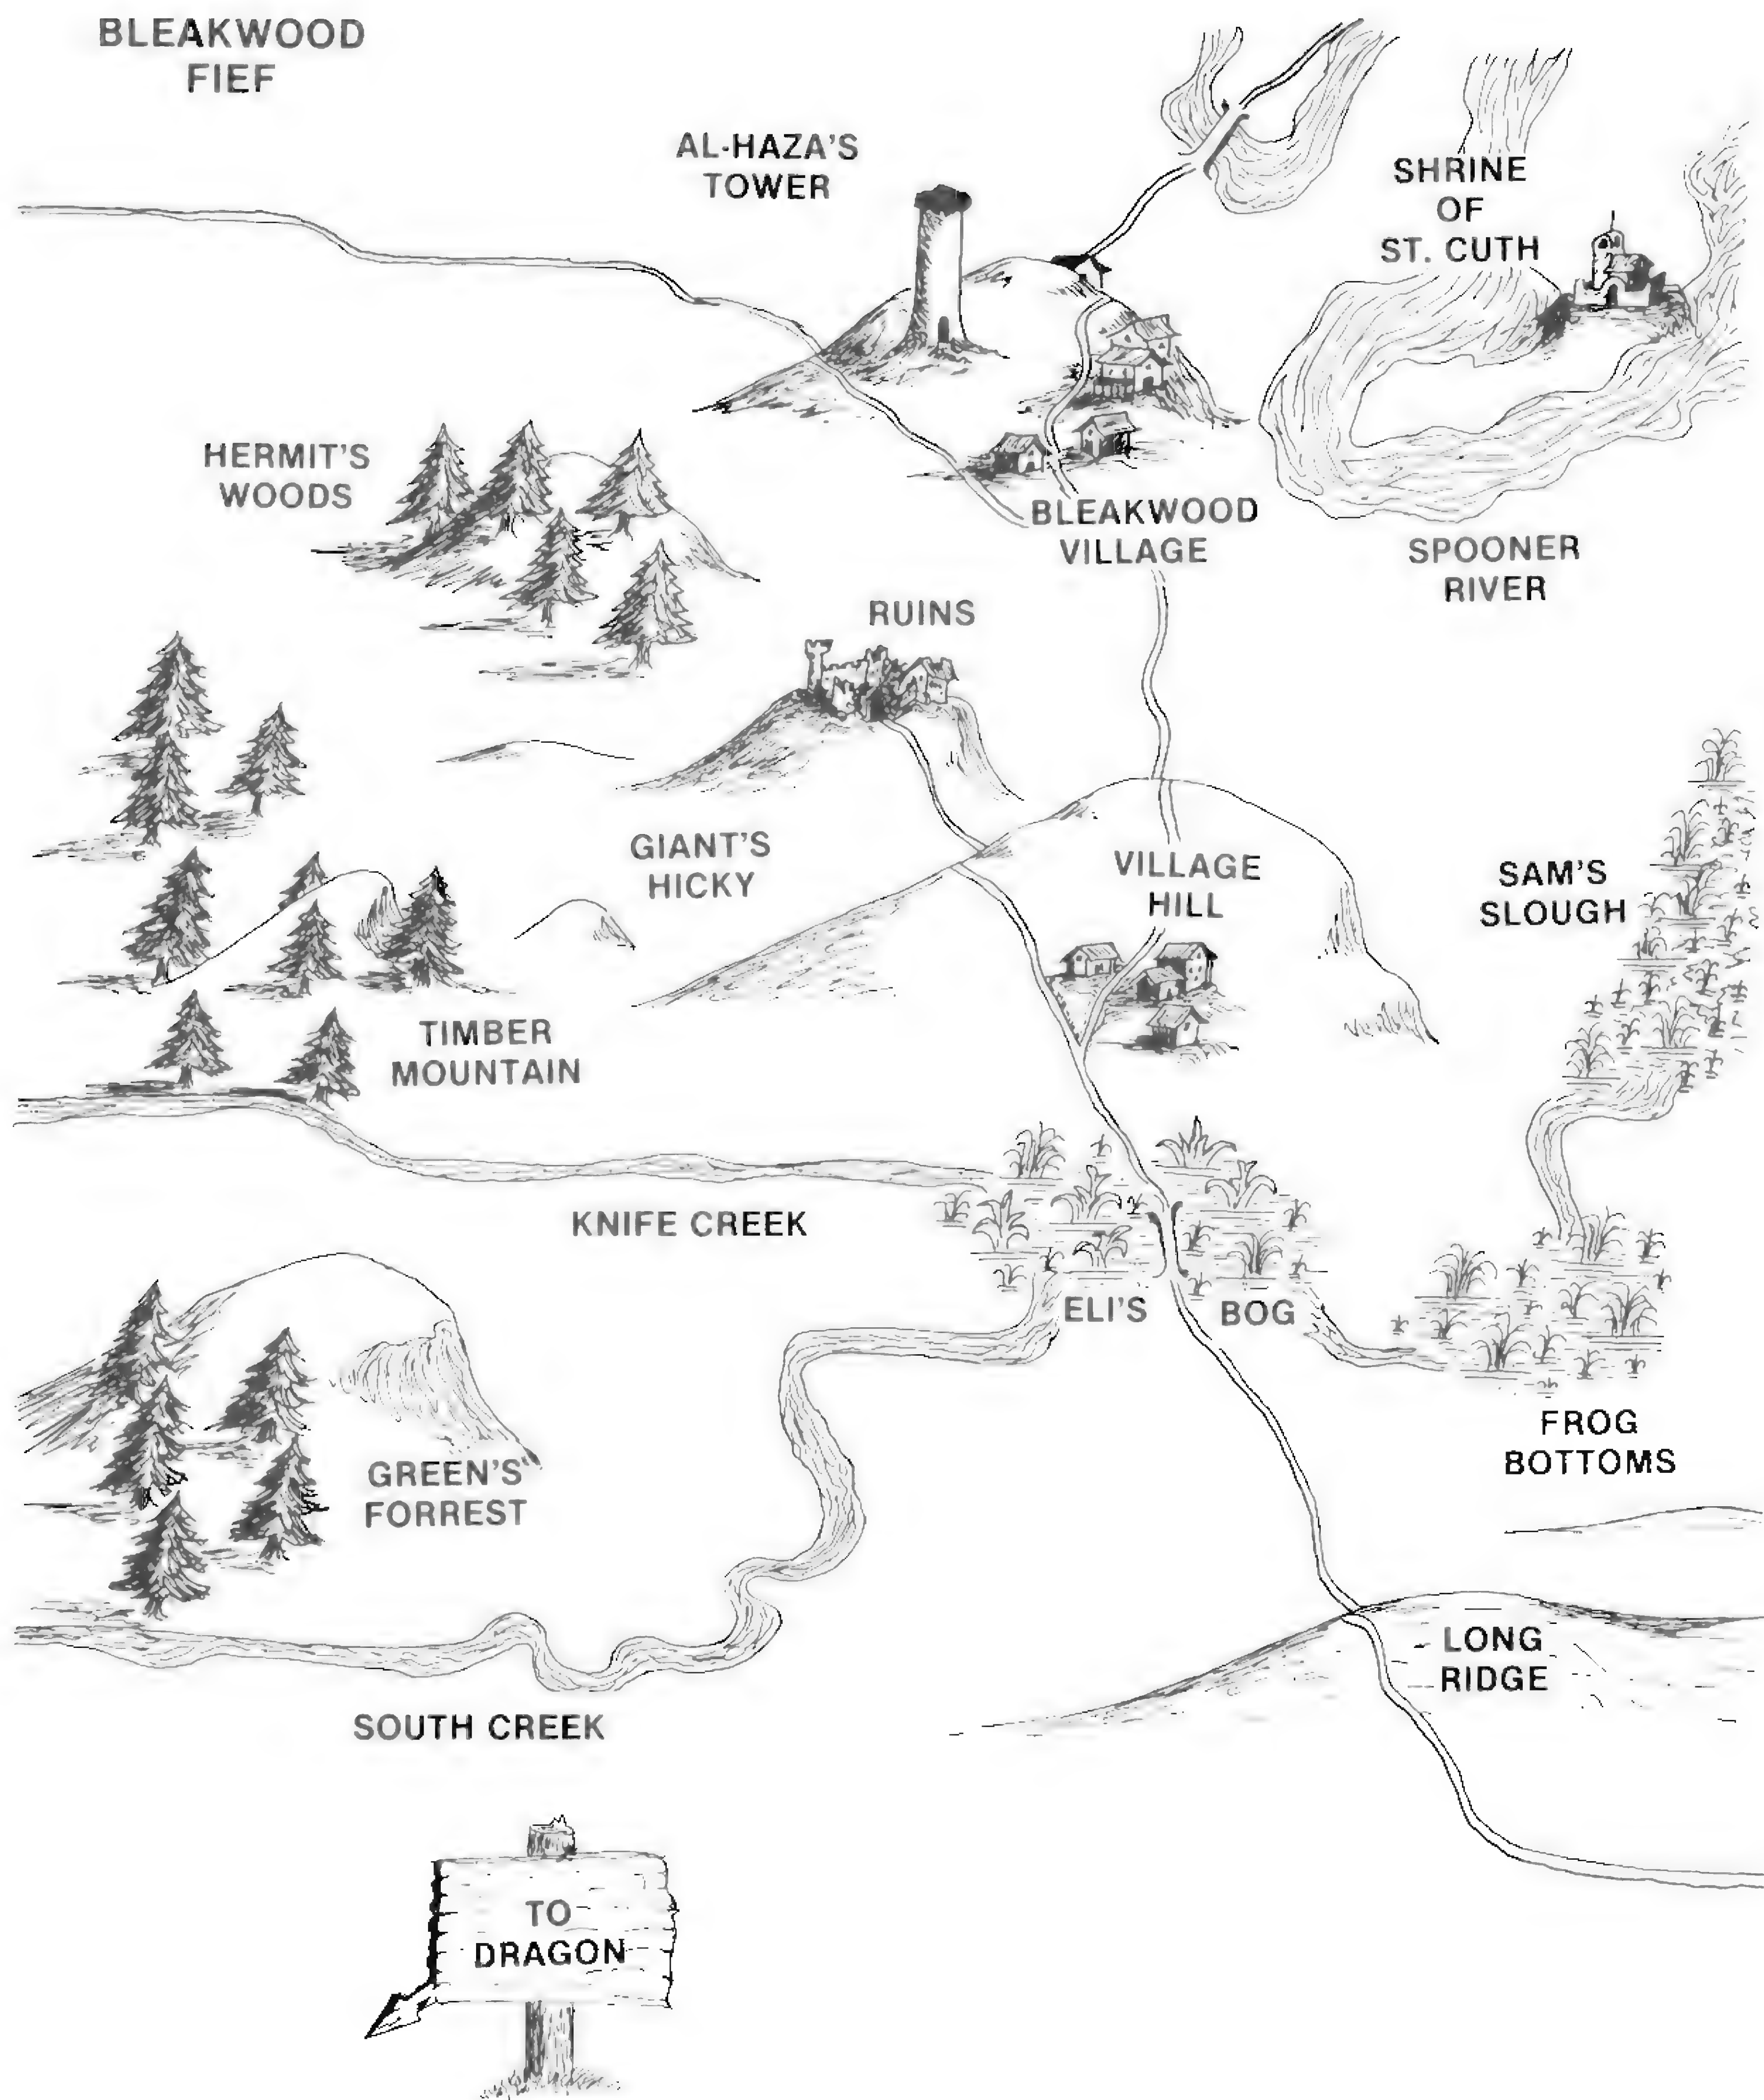 BLEAKWOOD
FIEF
AL-HAZA'S
TOWER
SHRINE
OF
ST. CUTH
HERMIT'S
WOODS
BLEAKWOOD
VILLAGE
SPOONER
RIVER
RUINS
GIANT'S
HICKY
VILLAGE
HILL
SAM'S
SLOUGH
TIMBER
MOUNTAIN
KNIFE CREEK
ELI'S BOG
FROG
BOTTOMS
GREEN'S
FORREST
LONG
RIDGE
SOUTH CREEK
TO
DRAGON